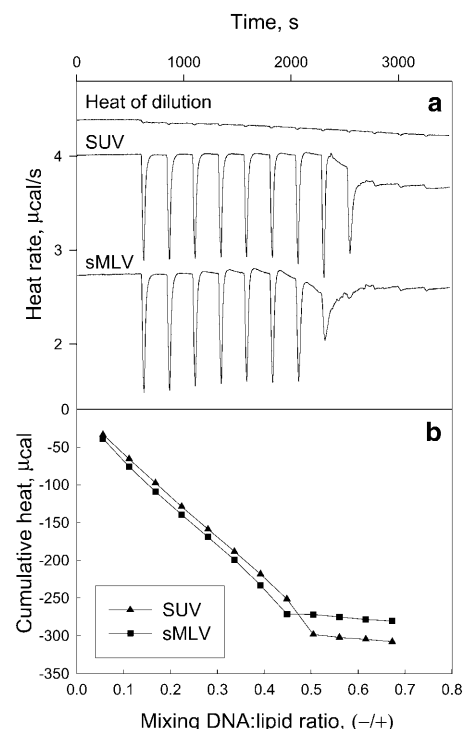 Time, s
0 1000 2000 3000
Heat of dilution
a
SUV
4
3
sMLV
2
Heat rate, μcal/s
0
b
-50
-100
-150
-200
-250
-300
-350
Cumulative heat, μcal
SUV
sMLV
0.0 0.1 0.2 0.3 0.4 0.5 0.6 0.7 0.8
Mixing DNA:lipid ratio, (−/+)